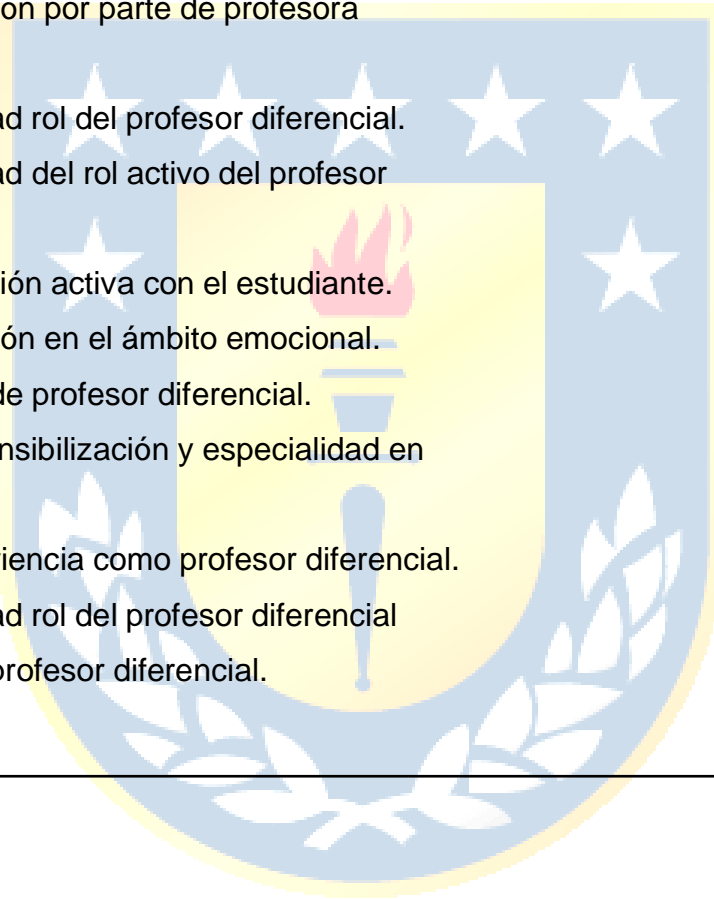 ón por parte de profesora
ad rol del profesor diferencial.
ad del rol activo del profesor
ción activa con el estudiante.
ión en el ámbito emocional.
de profesor diferencial.
nsibilización y especialidad en
viencia como profesor diferencial.
ad rol del profesor diferencial
profesor diferencial.